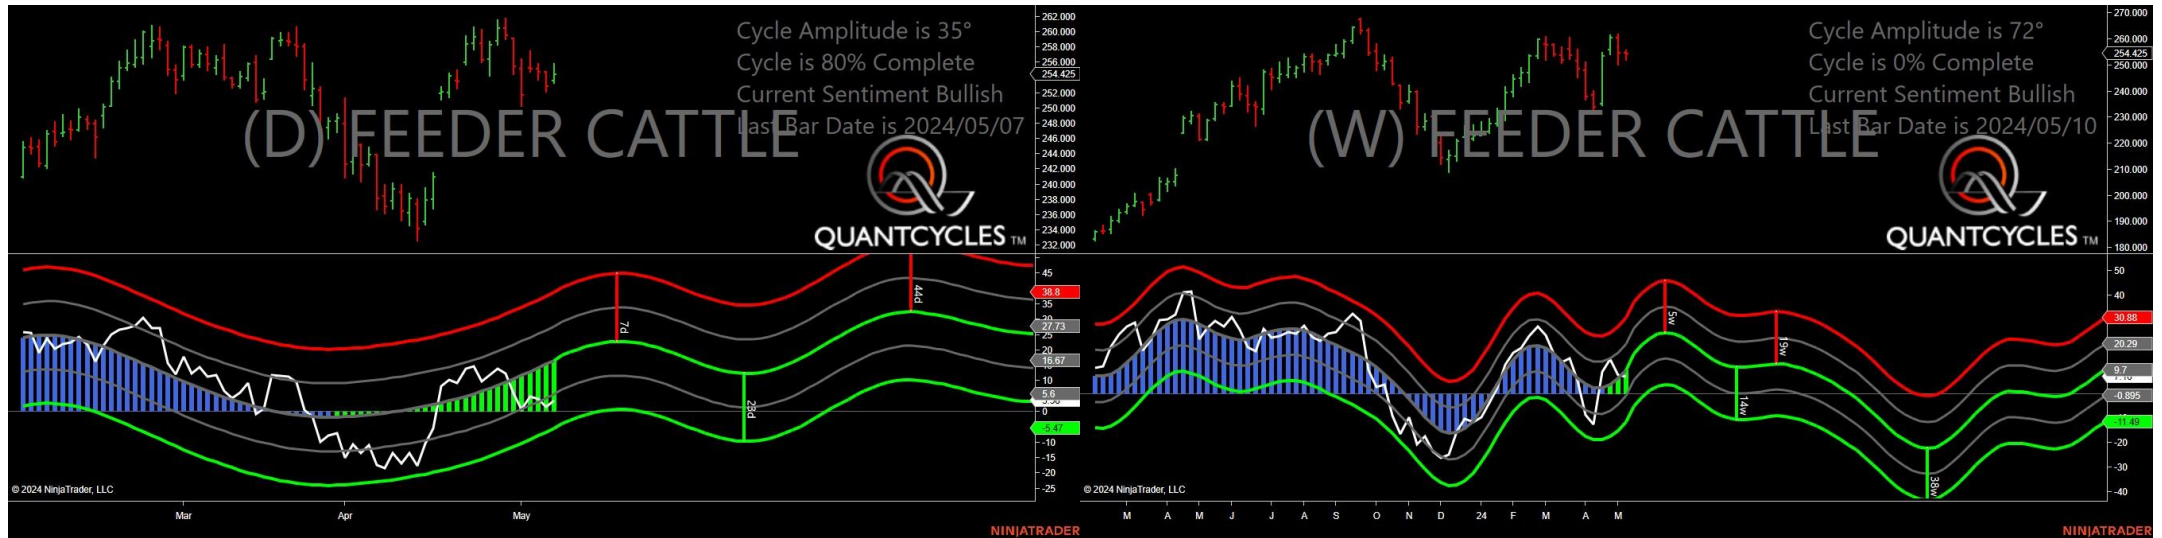 Cycle Amplitude is 35°
Cycle is 80% Complete
Current Sentiment Bullish
Last Bar Date is 2024/05/07
(D) FEEDER CATTLE
QUANTCYCLES TM
262.000
260.000
258.000
256.000
254.425
252.000
250.000
248.000
246.000
244.000
242.000
240.000
238.000
236.000
234.000
232.000
45
38.8
35
30
27.73
25
20
16.67
10
5.6
0
-5.47
-10
-15
-20
-25
7d
23d
44d
© 2024 NinjaTrader, LLC
Mar Apr May
NINJATRADER
Cycle Amplitude is 72°
Cycle is 0% Complete
Current Sentiment Bullish
Last Bar Date is 2024/05/10
(W) FEEDER CATTLE
QUANTCYCLES TM
270.000
260.000
254.425
250.000
240.000
230.000
220.000
210.000
200.000
190.000
180.000
50
40
30.88
20.29
9.7
-0.895
-11.49
-20
-30
-40
5w
14w
19w
38w
© 2024 NinjaTrader, LLC
M A M J J A S O N D 24 F M A M
NINJATRADER